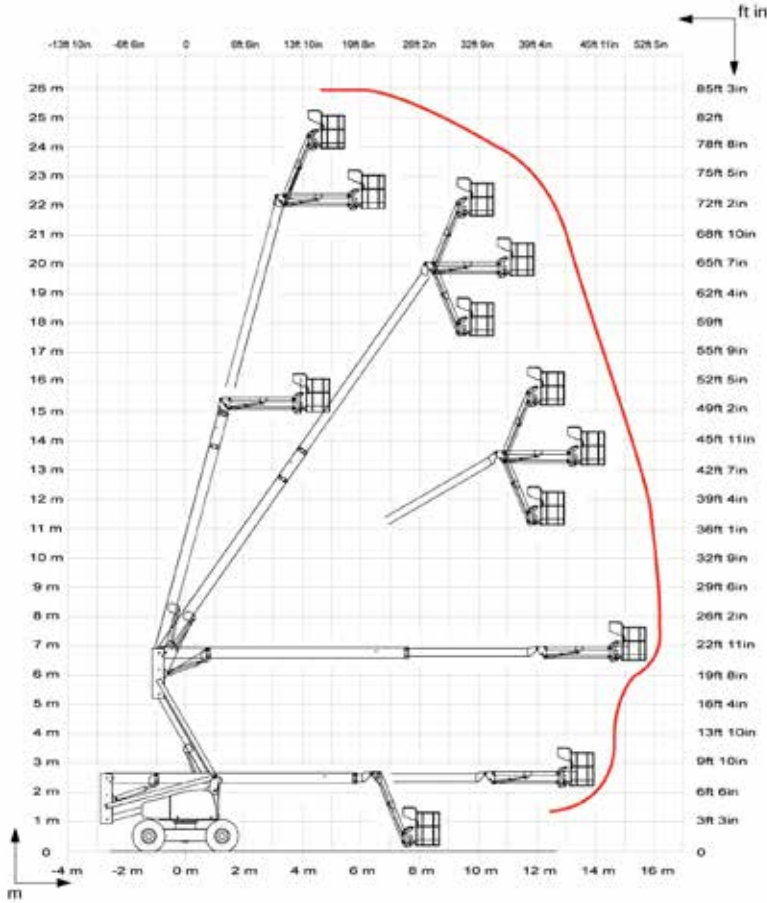 ft in
-13ft 10in -6ft 6in 0 6ft 6in 13ft 10in 19ft 8in 26ft 2in 32ft 9in 39ft 4in 45ft 11in 52ft 5in
26 m 85ft 3in
25 m 82ft
24 m 78ft 8in
23 m 75ft 5in
22 m 72ft 2in
21 m 68ft 10in
20 m 65ft 7in
19 m 62ft 4in
18 m 59ft
17 m 55ft 9in
16 m 52ft 5in
15 m 49ft 2in
14 m 45ft 11in
13 m 42ft 7in
12 m 39ft 4in
11 m 36ft 1in
10 m 32ft 9in
9 m 29ft 6in
8 m 26ft 2in
7 m 22ft 11in
6 m 19ft 8in
5 m 16ft 4in
4 m 13ft 10in
3 m 9ft 10in
2 m 6ft 6in
1 m 3ft 3in
0 0
-4 m -2 m 0 m 2 m 4 m 6 m 8 m 10 m 12 m 14 m 16 m
m